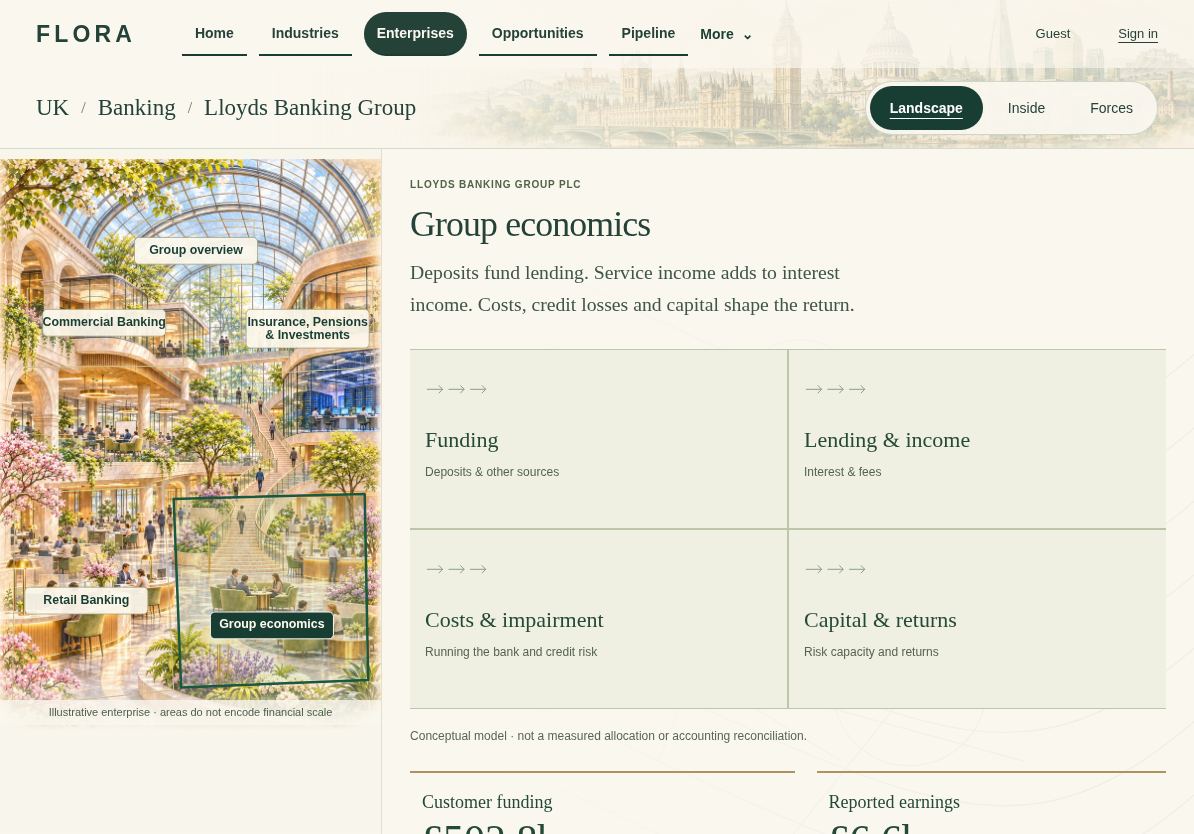 FLORA
Home Industries Enterprises Opportunities Pipeline More
Guest Sign in
UK / Banking / Lloyds Banking Group
Landscape Inside Forces
Group overview
Commercial Banking
Insurance, Pensions
& Investments
Retail Banking
Group economics
Illustrative enterprise · areas do not encode financial scale
LLOYDS BANKING GROUP PLC
Group economics
Deposits fund lending. Service income adds to interest
income. Costs, credit losses and capital shape the return.
Funding
Deposits & other sources
Lending & income
Interest & fees
Costs & impairment
Running the bank and credit risk
Capital & returns
Risk capacity and returns
Conceptual model · not a measured allocation or accounting reconciliation.
Customer funding
Reported earnings